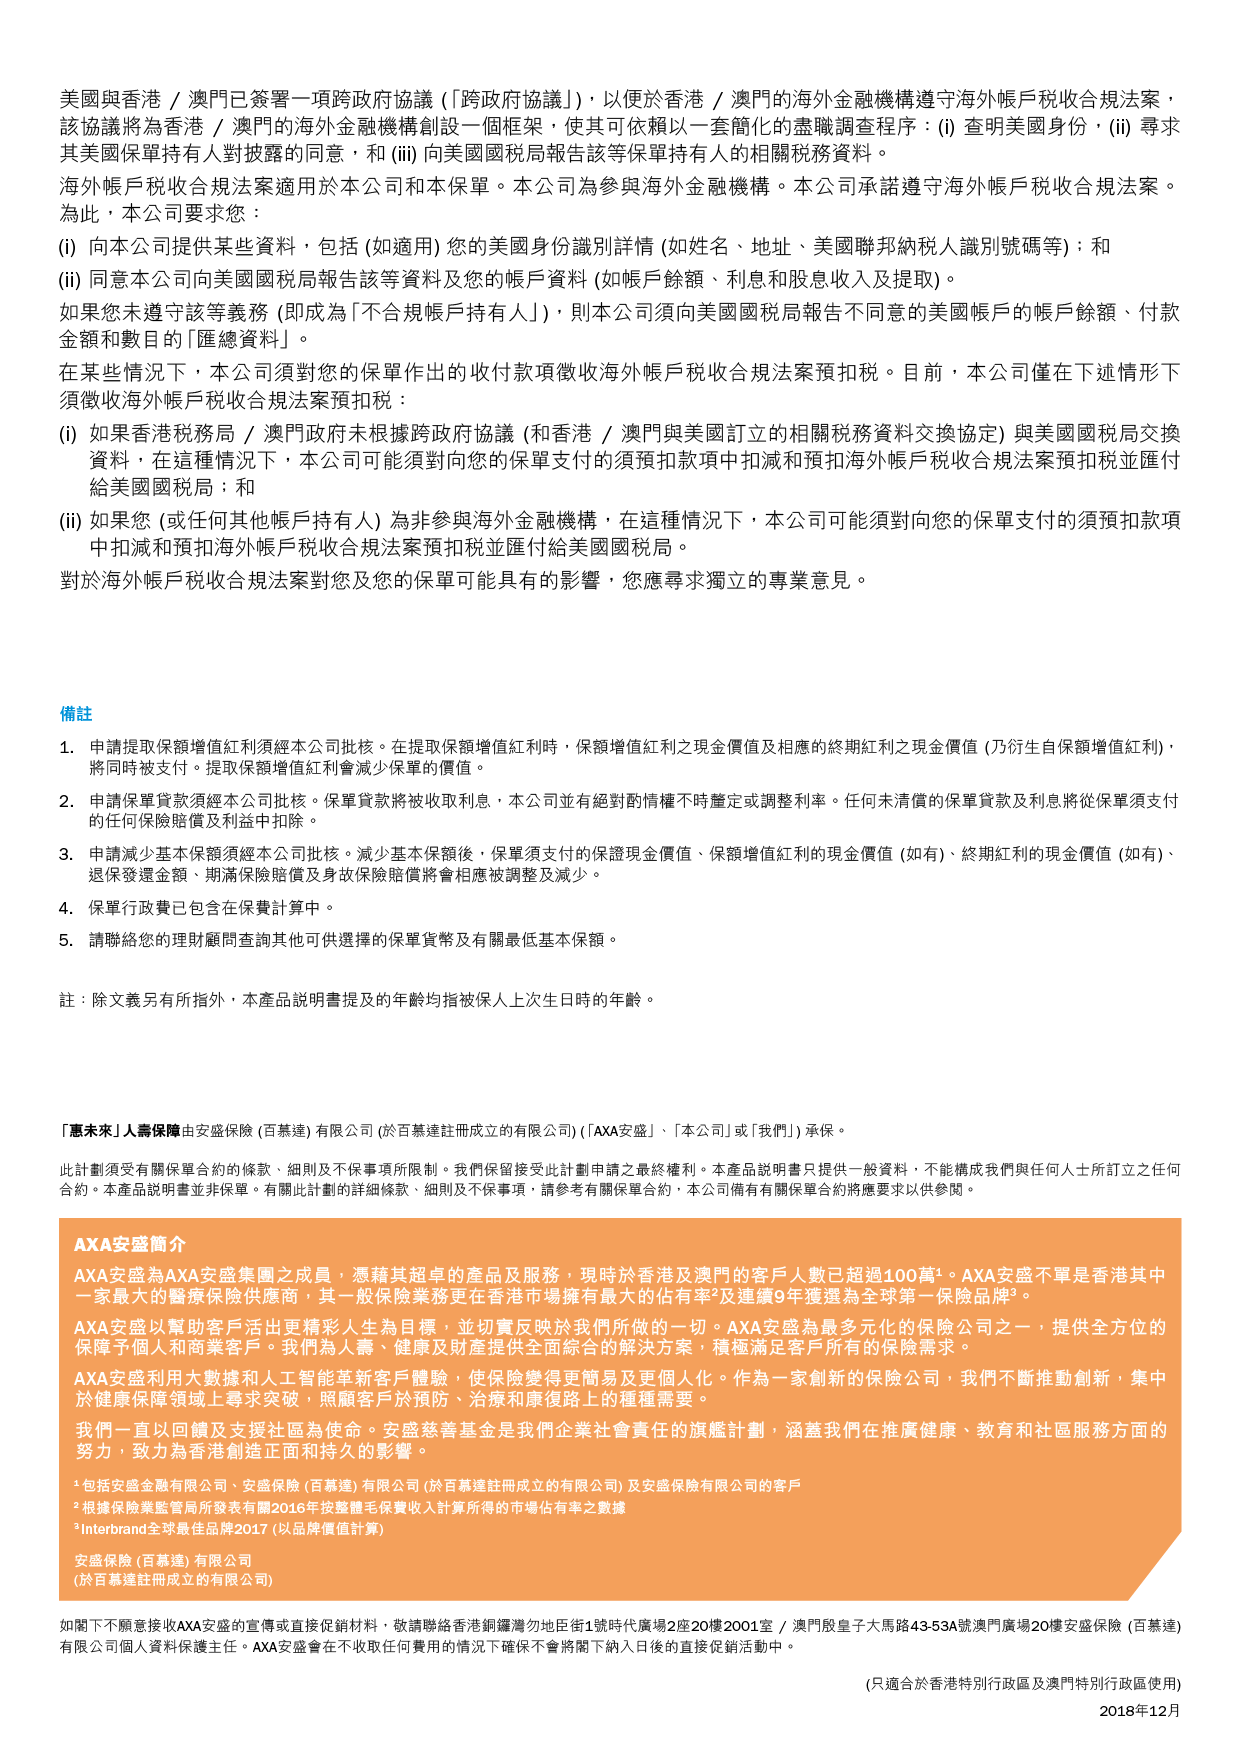 美國與香港 / 澳門已簽署一項跨政府協議 (「跨政府協議」)，以便於香港 / 澳門的海外金融機構遵守海外帳戶稅收合規法案，
該協議將為香港 / 澳門的海外金融機構創設一個框架，使其可依賴以一套簡化的盡職調查程序：(i) 查明美國身份，(ii) 尋求
其美國保單持有人對披露的同意，和 (iii) 向美國國税局報告該等保單持有人的相關税務資料。
海外帳戶税收合規法案適用於本公司和本保單。本公司為參與海外金融機構。本公司承諾遵守海外帳戶税收合規法案。
為此，本公司要求您：
(i) 向本公司提供某些資料，包括 (如適用) 您的美國身份識別詳情 (如姓名、地址、美國聯邦納税人識別號碼等)；和
(ii) 同意本公司向美國國税局報告該等資料及您的帳戶資料 (如帳戶餘額、利息和股息收入及提取)。
如果您未遵守該等義務 (即成為「不合規帳戶持有人」)，則本公司須向美國國税局報告不同意的美國帳戶的帳戶餘額、付款
金額和數目的「匯總資料」。
在某些情況下，本公司須對您的保單作出的收付款項徵收海外帳戶税收合規法案預扣税。目前，本公司僅在下述情形下
須徵收海外帳戶税收合規法案預扣税：
(i) 如果香港税務局 / 澳門政府未根據跨政府協議 (和香港 / 澳門與美國訂立的相關税務資料交換協定) 與美國國税局交換
資料，在這種情況下，本公司可能須對向您的保單支付的須預扣款項中扣減和預扣海外帳戶税收合規法案預扣税並匯付
給美國國税局；和
(ii) 如果您 (或任何其他帳戶持有人) 為非參與海外金融機構，在這種情況下，本公司可能須對向您的保單支付的須預扣款項
中扣減和預扣海外帳戶税收合規法案預扣税並匯付給美國國税局。
對於海外帳戶税收合規法案對您及您的保單可能具有的影響，您應尋求獨立的專業意見。
備註
1. 申請提取保額增值紅利須經本公司批核。在提取保額增值紅利時，保額增值紅利之現金價值及相應的終期紅利之現金價值 (乃衍生自保額增值紅利)，
將同時被支付。提取保額增值紅利會減少保單的價值。
2. 申請保單貸款須經本公司批核。保單貸款將被收取利息，本公司並有絕對酌情權不時釐定或調整利率。任何未清償的保單貸款及利息將從保單須支付
的任何保險賠償及利益中扣除。
3. 申請減少基本保額須經本公司批核。減少基本保額後，保單須支付的保證現金價值、保額增值紅利的現金價值 (如有)、終期紅利的現金價值 (如有)、
退保發還金額、期滿保險賠償及身故保險賠償將會相應被調整及減少。
4. 保單行政費已包含在保費計算中。
5. 請聯絡您的理財顧問查詢其他可供選擇的保單貨幣及有關最低基本保額。
註：除文義另有所指外，本產品説明書提及的年齡均指被保人上次生日時的年齡。
「惠未來」人壽保障由安盛保險 (百慕達) 有限公司 (於百慕達註冊成立的有限公司) (「AXA安盛」、「本公司」或「我們」) 承保。
此計劃須受有關保單合約的條款、細則及不保事項所限制。我們保留接受此計劃申請之最終權利。本產品説明書只提供一般資料，不能構成我們與任何人士所訂立之任何
合約。本產品説明書並非保單。有關此計劃的詳細條款、細則及不保事項，請參考有關保單合約，本公司備有有關保單合約將應要求以供參閲。
AXA安盛簡介
AXA安盛為AXA安盛集團之成員，憑藉其超卓的產品及服務，現時於香港及澳門的客戶人數已超過100萬¹。AXA安盛不單是香港其中
一家最大的醫療保險供應商，其一般保險業務更在香港市場擁有最大的佔有率²及連續9年獲選為全球第一保險品牌³。
AXA安盛以幫助客戶活出更精彩人生為目標，並切實反映於我們所做的一切。AXA安盛為最多元化的保險公司之一，提供全方位的
保障予個人和商業客戶。我們為人壽、健康及財產提供全面綜合的解決方案，積極滿足客戶所有的保險需求。
AXA安盛利用大數據和人工智能革新客戶體驗，使保險變得更簡易及更個人化。作為一家創新的保險公司，我們不斷推動創新，集中
於健康保障領域上尋求突破，照顧客戶於預防、治療和康復路上的種種需要。
我們一直以回饋及支援社區為使命。安盛慈善基金是我們企業社會責任的旗艦計劃，涵蓋我們在推廣健康、教育和社區服務方面的
努力，致力為香港創造正面和持久的影響。
¹ 包括安盛金融有限公司、安盛保險 (百慕達) 有限公司 (於百慕達註冊成立的有限公司) 及安盛保險有限公司的客戶
² 根據保險業監管局所發表有關2016年按整體毛保費收入計算所得的市場佔有率之數據
³ Interbrand全球最佳品牌2017 (以品牌價值計算)
安盛保險 (百慕達) 有限公司
(於百慕達註冊成立的有限公司)
如閣下不願意接收AXA安盛的宣傳或直接促銷材料，敬請聯絡香港銅鑼灣勿地臣街1號時代廣場2座20樓2001室 / 澳門殷皇子大馬路43-53A號澳門廣場20樓安盛保險 (百慕達)
有限公司個人資料保護主任。AXA安盛會在不收取任何費用的情況下確保不會將閣下納入日後的直接促銷活動中。
(只適合於香港特別行政區及澳門特別行政區使用)
2018年12月